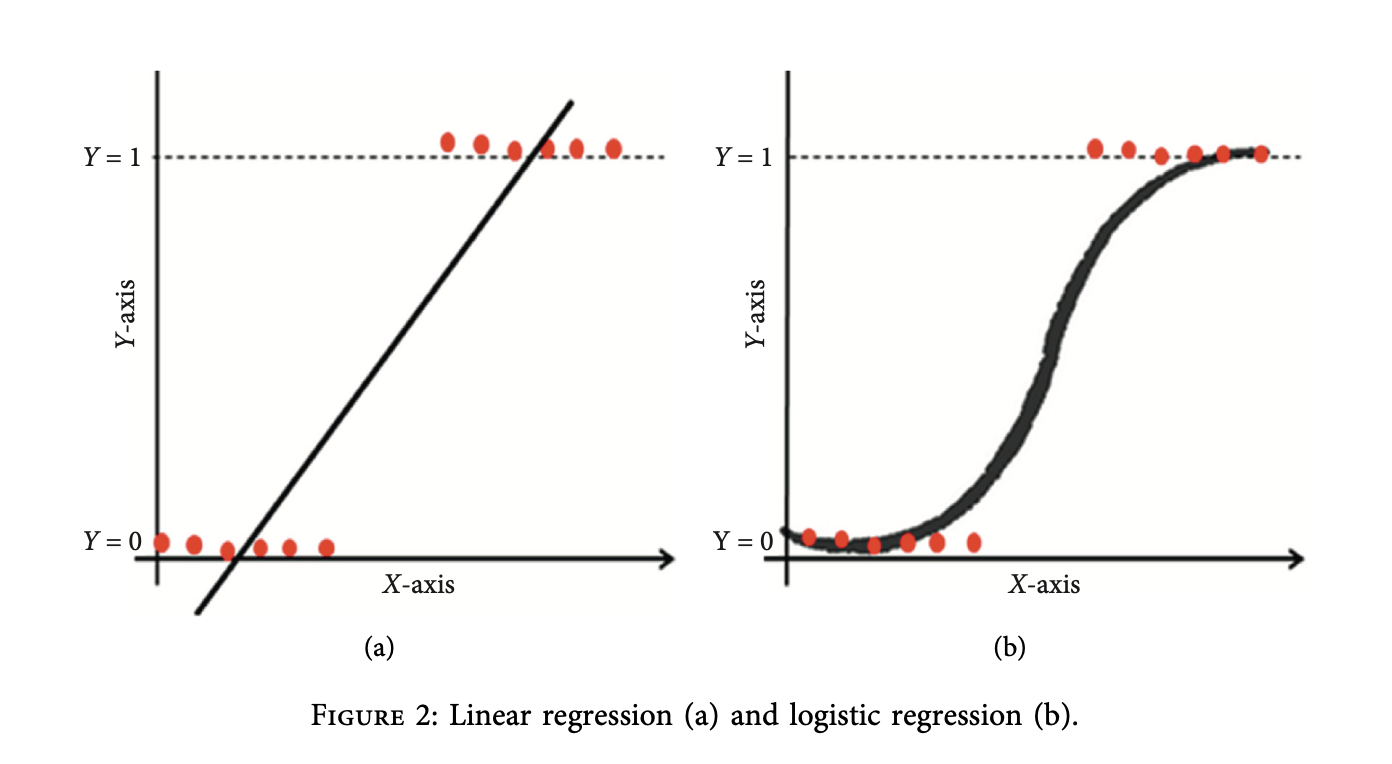 Y = 1
Y-axis
Y = 0
X-axis
(a)
Y = 1
Y-axis
Y = 0
X-axis
(b)
FIGURE 2: Linear regression (a) and logistic regression (b).